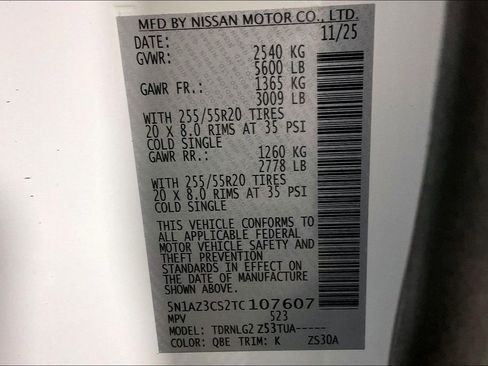 MFD BY NISSAN MOTOR CO., LTD.
DATE: 11/25
GVWR: 2540 KG
5600 LB
GAWR FR.: 1365 KG
3009 LB
WITH 255/55R20 TIRES
20 X 8.0 RIMS AT 35 PSI
COLD SINGLE
GAWR RR.: 1260 KG
2778 LB
WITH 255/55R20 TIRES
20 X 8.0 RIMS AT 35 PSI
COLD SINGLE
THIS VEHICLE CONFORMS TO
ALL APPLICABLE FEDERAL
MOTOR VEHICLE SAFETY AND
THEFT PREVENTION
STANDARDS IN EFFECT ON
THE DATE OF MANUFACTURE
SHOWN ABOVE.
5N1AZ3CS2TC107607
MPV 523
MODEL: TDRNLG2 Z53TUA-----
COLOR: QBE TRIM: K ZS30A